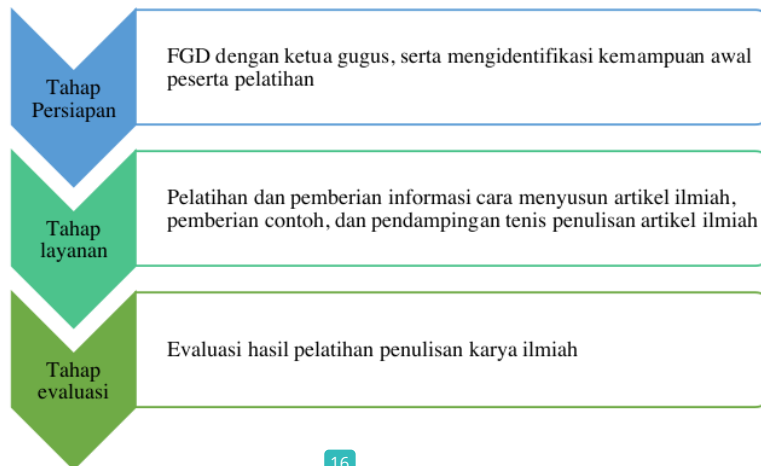 Tahap
Persiapan
FGD dengan ketua gugus, serta mengidentifikasi kemampuan awal
peserta pelatihan
Tahap
layanan
Pelatihan dan pemberian informasi cara menyusun artikel ilmiah,
pemberian contoh, dan pendampingan tenis penulisan artikel ilmiah
Tahap
evaluasi
Evaluasi hasil pelatihan penulisan karya ilmiah
16